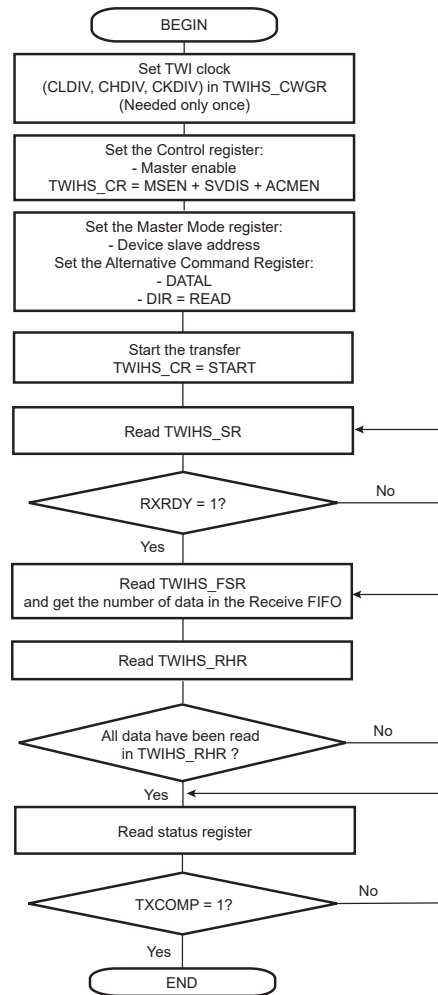 BEGIN
Set TWI clock
(CLDIV, CHDIV, CKDIV) in TWIHS_CWGR
(Needed only once)
Set the Control register:
- Master enable
TWIHS_CR = MSEN + SVDIS + ACMEN
Set the Master Mode register:
- Device slave address
Set the Alternative Command Register:
- DATAL
- DIR = READ
Start the transfer
TWIHS_CR = START
Read TWIHS_SR
RXRDY = 1?
No
Yes
Read TWIHS_FSR
and get the number of data in the Receive FIFO
Read TWIHS_RHR
All data have been read
in TWIHS_RHR ?
No
Yes
Read status register
TXCOMP = 1?
No
Yes
END